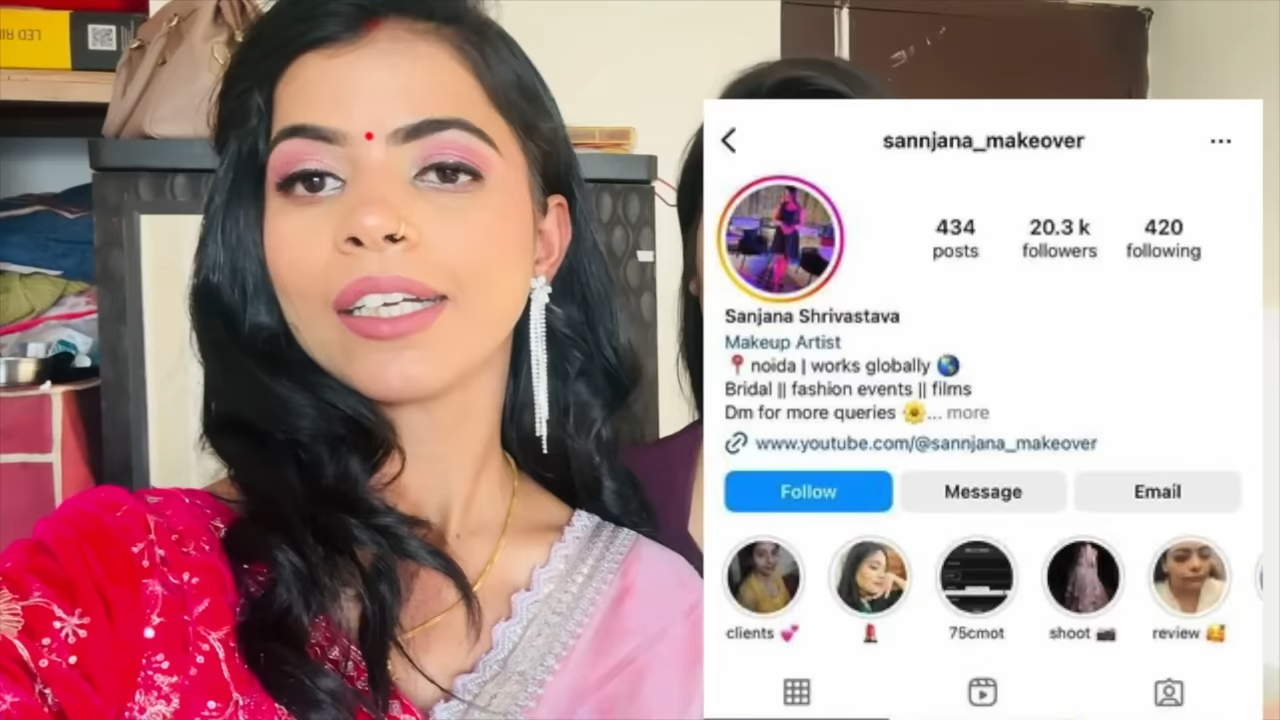 LED RI
sannjana_makeover
434
posts
20.3 k
followers
420
following
Sanjana Shrivastava
Makeup Artist
📍 noida | works globally 🌎
Bridal || fashion events || films
Dm for more queries 🌼... more
www.youtube.com/@sannjana_makeover
Follow
Message
Email
clients 💕
💄
75cmot
shoot 📷
review 🥰